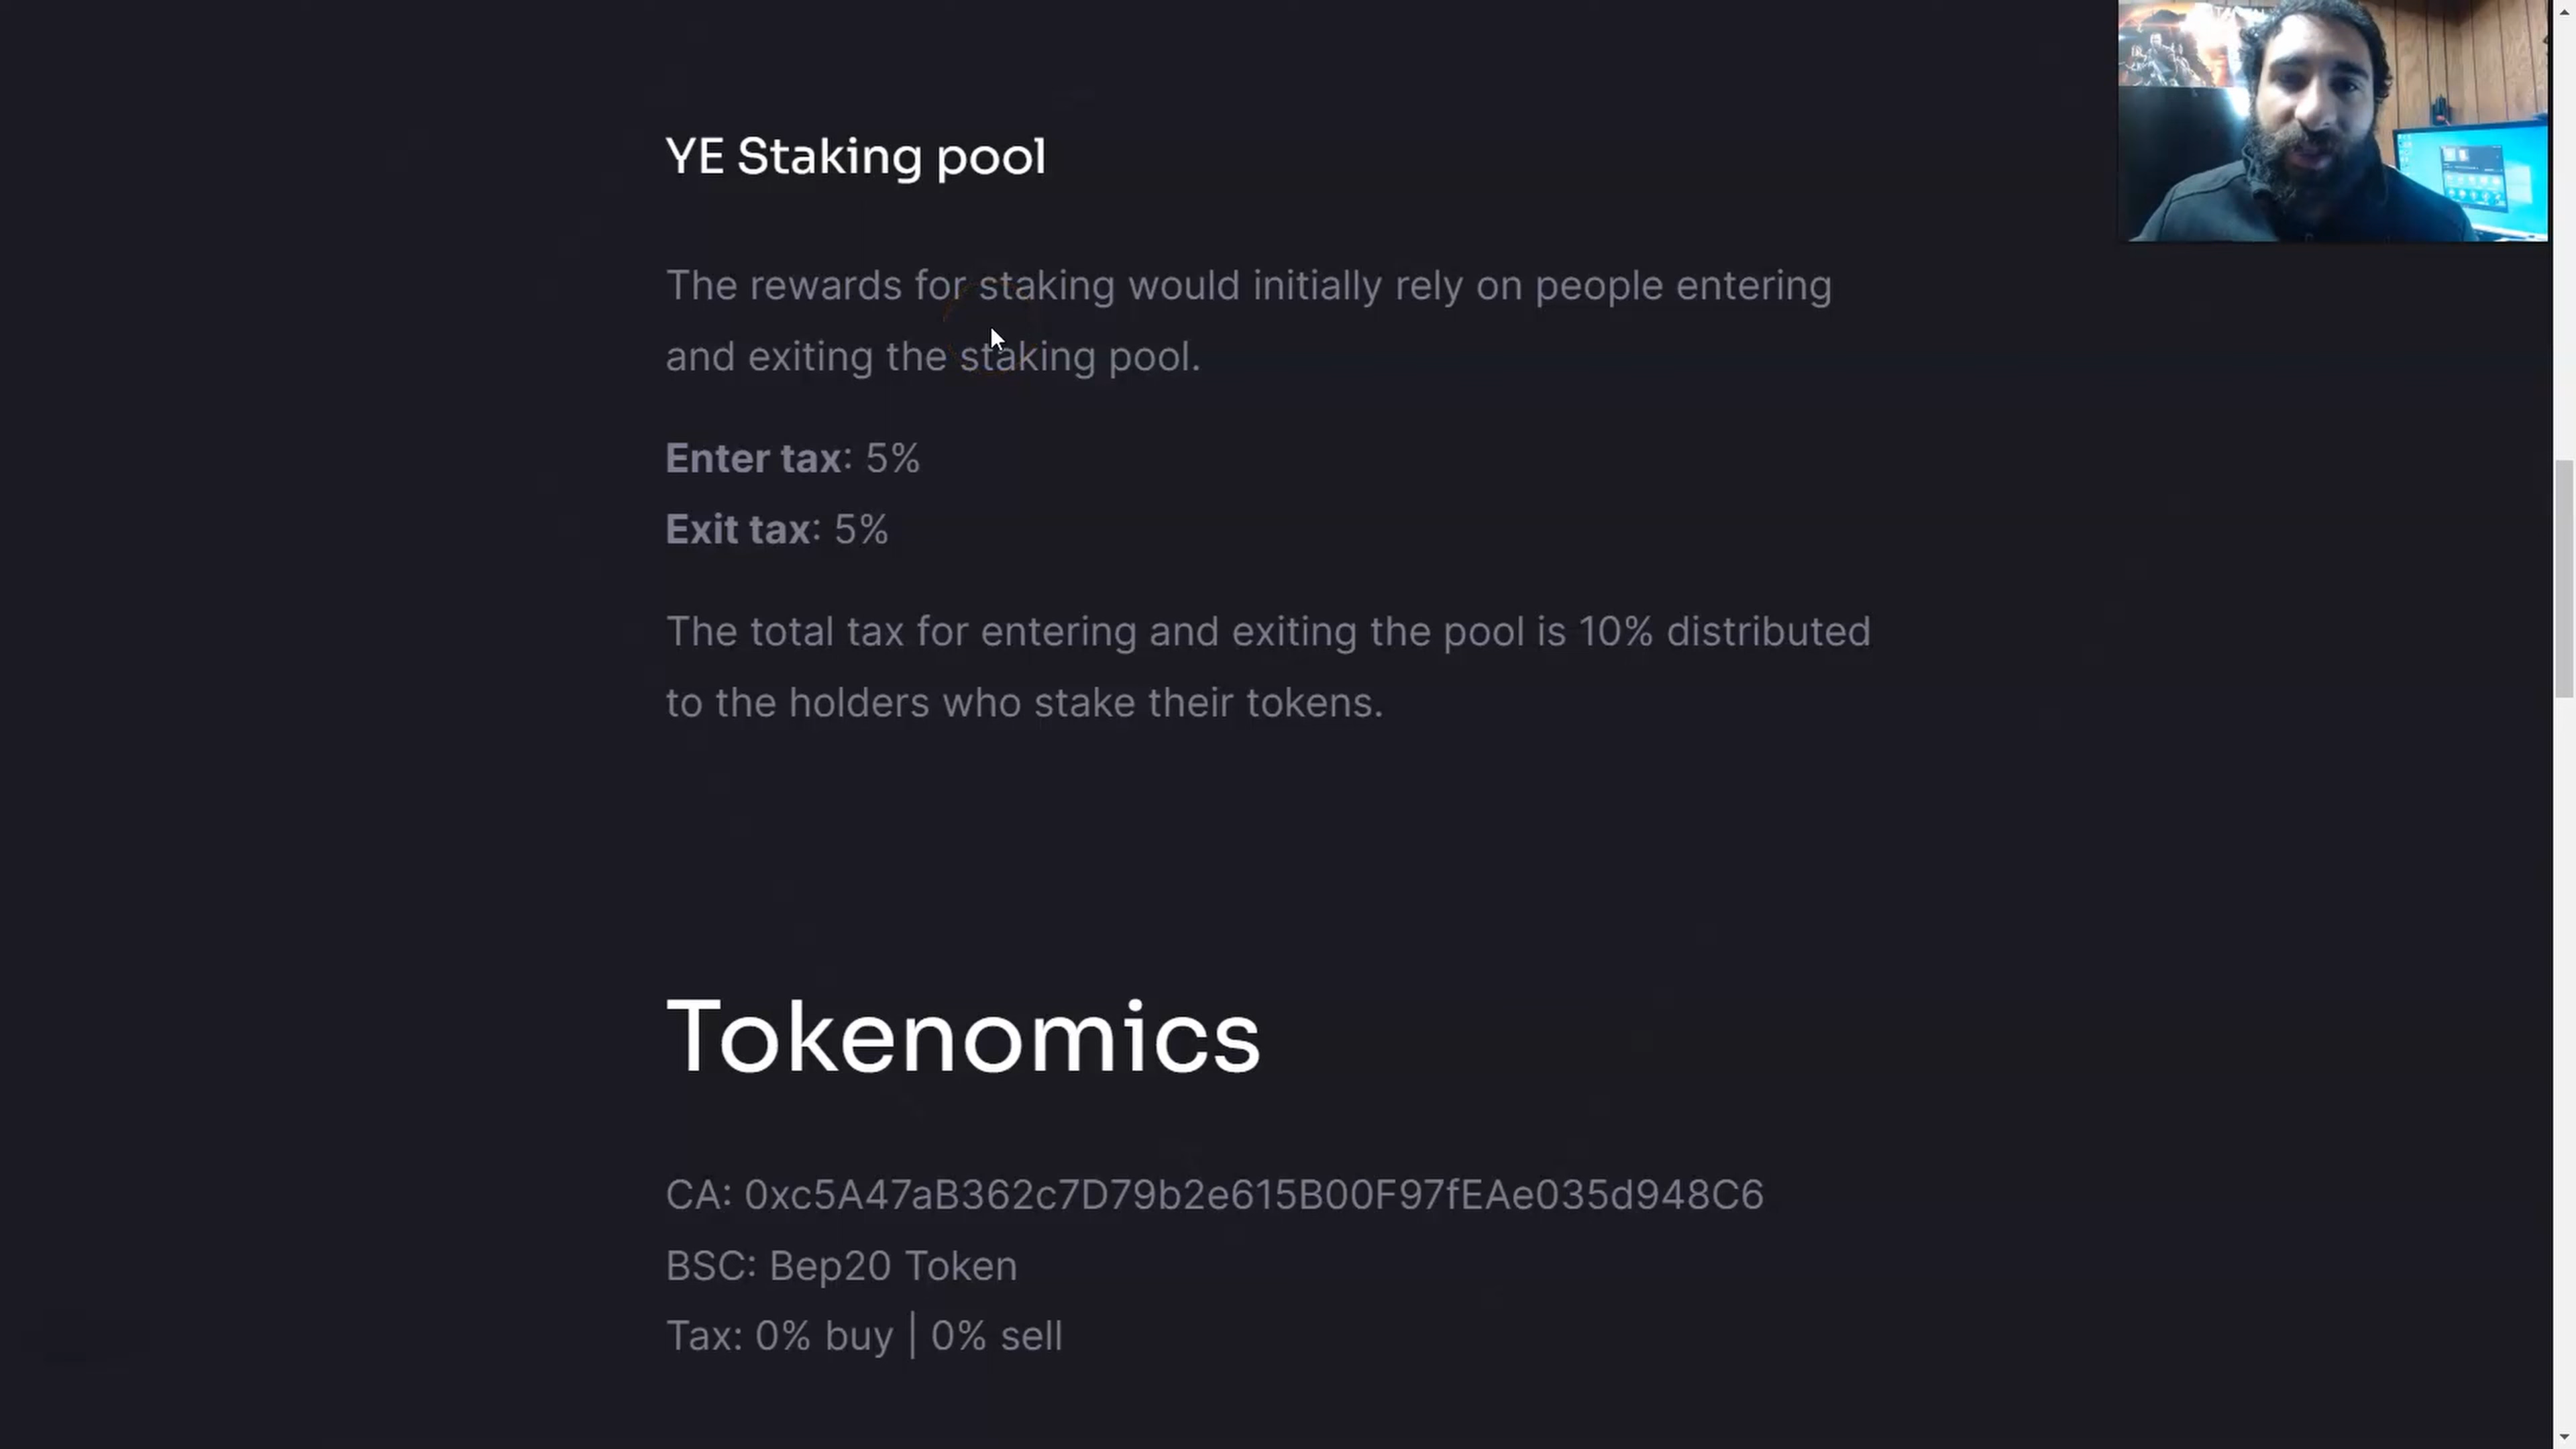 YE Staking pool
The rewards for staking would initially rely on people entering
and exiting the staking pool.
Enter tax: 5%
Exit tax: 5%
The total tax for entering and exiting the pool is 10% distributed
to the holders who stake their tokens.
Tokenomics
CA: 0xc5A47aB362c7D79b2e615B00F97fEAe035d948C6
BSC: Bep20 Token
Tax: 0% buy | 0% sell